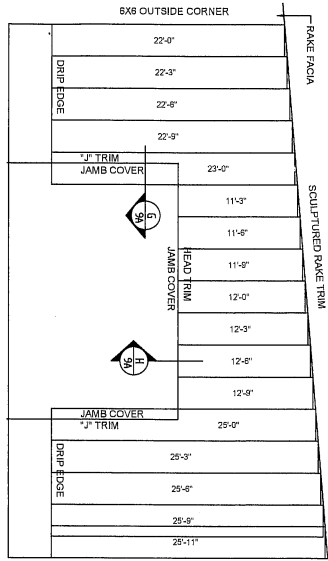 6X6 OUTSIDE CORNER
RAKE FACIA
22'-0"
22'-3"
DRIP EDGE
22'-6"
22'-9"
"J" TRIM
JAMB COVER
23'-0"
SCULPTURED RAKE TRIM
11'-3"
G
9A
11'-6"
HEAD TRIM
JAMB COVER
11'-9"
12'-0"
12'-3"
H
9A
12'-6"
12'-9"
JAMB COVER
"J" TRIM
25'-0"
DRIP EDGE
25'-3"
25'-6"
25'-9"
25'-11"